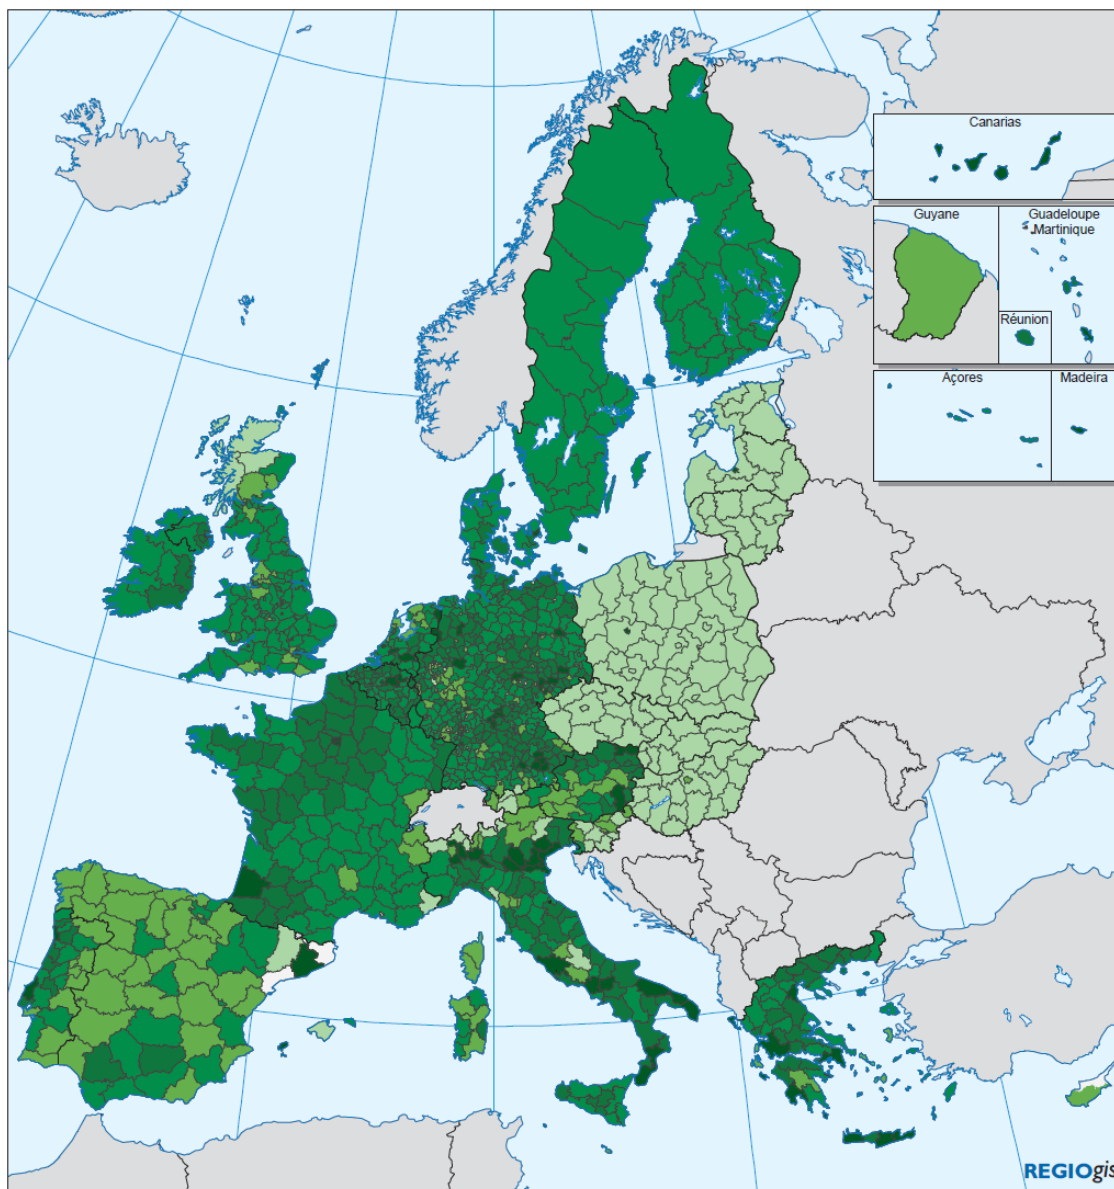 Canarias
Guyane
Guadeloupe
Martinique
Réunion
Açores
Madeira
REGIOgis